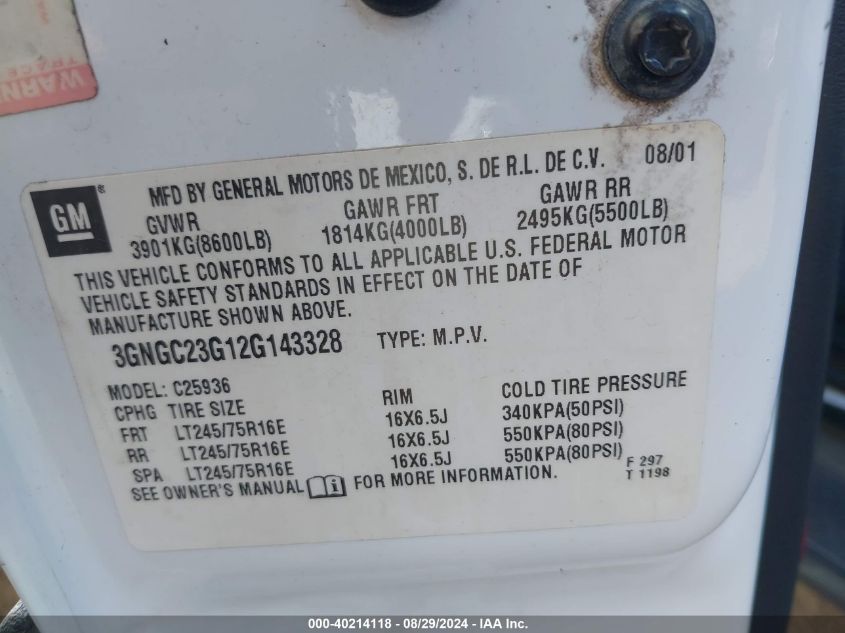 WARN
TRACE
GM®
MFD BY GENERAL MOTORS DE MEXICO, S. DE R.L. DE C.V. 08/01
GVWR GAWR FRT GAWR RR
3901KG(8600LB) 1814KG(4000LB) 2495KG(5500LB)
THIS VEHICLE CONFORMS TO ALL APPLICABLE U.S. FEDERAL MOTOR
VEHICLE SAFETY STANDARDS IN EFFECT ON THE DATE OF
MANUFACTURE SHOWN ABOVE.
3GNGC23G12G143328 TYPE: M.P.V.
MODEL: C25936
CPHG TIRE SIZE RIM COLD TIRE PRESSURE
FRT LT245/75R16E 16X6.5J 340KPA(50PSI)
RR LT245/75R16E 16X6.5J 550KPA(80PSI)
SPA LT245/75R16E 16X6.5J 550KPA(80PSI)
SEE OWNER'S MANUAL FOR MORE INFORMATION.
F 297
T 1198
000-40214118 - 08/29/2024 - IAA Inc.